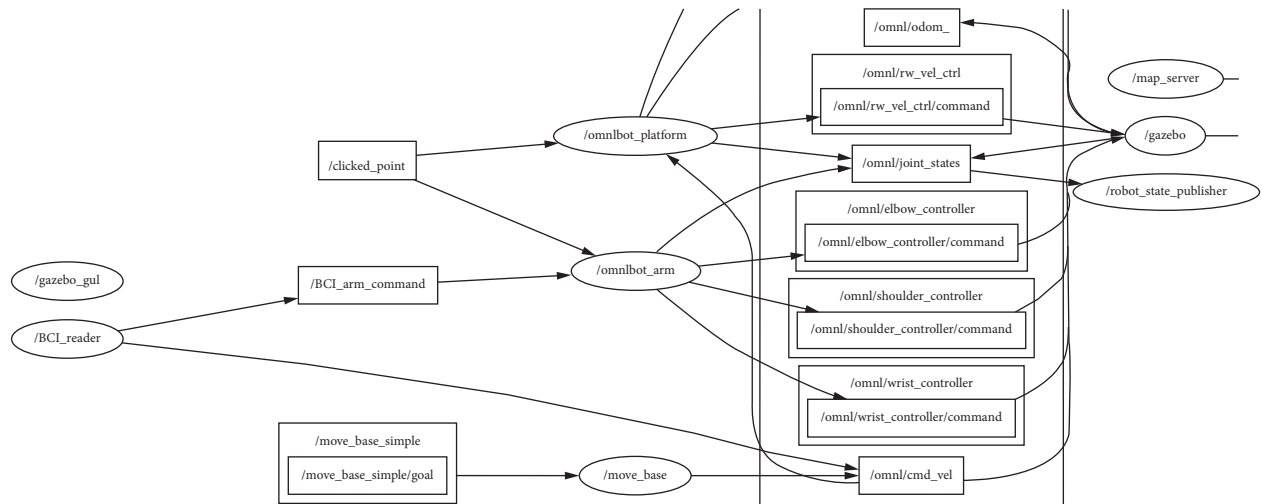 /omnl/odom_
/omnl/rw_vel_ctrl
/map_server
/omnl/rw_vel_ctrl/command
/omnlbot_platform
/gazebo
/clicked_point
/omnl/joint_states
/robot_state_publisher
/omnl/elbow_controller
/omnl/elbow_controller/command
/omnlbot_arm
/gazebo_gul
/BCI_arm_command
/omnl/shoulder_controller
/omnl/shoulder_controller/command
/BCI_reader
/omnl/wrist_controller
/omnl/wrist_controller/command
/move_base_simple
/move_base_simple/goal
/move_base
/omnl/cmd_vel